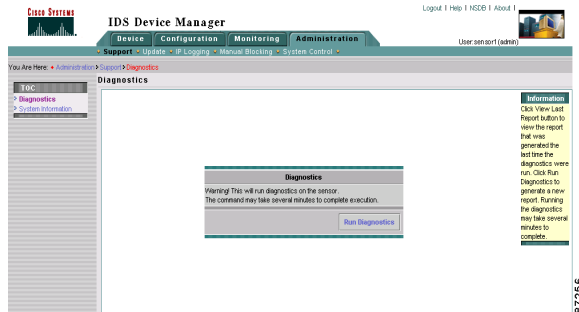 Cisco Systems
Logout | Help | NSDB | About |
IDS Device Manager
Device Configuration Monitoring Administration
User: sensor1 (admin)
Support Update IP Logging Manual Blocking System Control
You Are Here: Administration > Support > Diagnostics
TOC
Diagnostics
System Information
Diagnostics
Diagnostics
Warning! This will run diagnostics on the sensor.
The command may take several minutes to complete execution.
Run Diagnostics
Information
Click View Last
Report button to
view the report
that was
generated the
last time the
diagnostics were
run. Click Run
Diagnostics to
generate a new
report. Running
the diagnostics
may take several
minutes to
complete.
87256